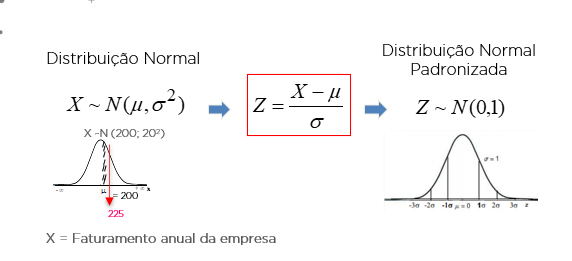 Distribuição Normal
Distribuição Normal
Padronizada
X ~ N(μ,σ²)
Z = (X − μ) / σ
Z ~ N(0,1)
X ~N (200; 20²)
σ = 1
μ = 200
x
225
-3σ -2σ -1σ μ = 0 1σ 2σ 3σ z
X = Faturamento anual da empresa